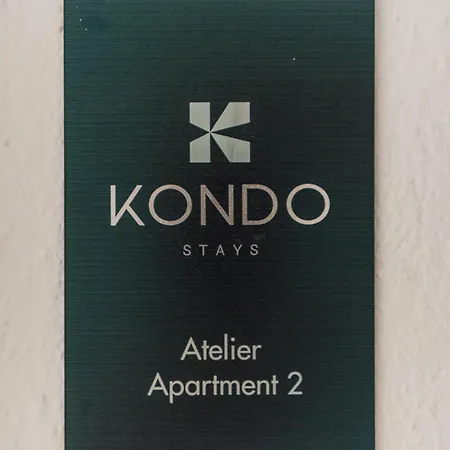 KONDO
STAYS
Atelier
Apartment 2